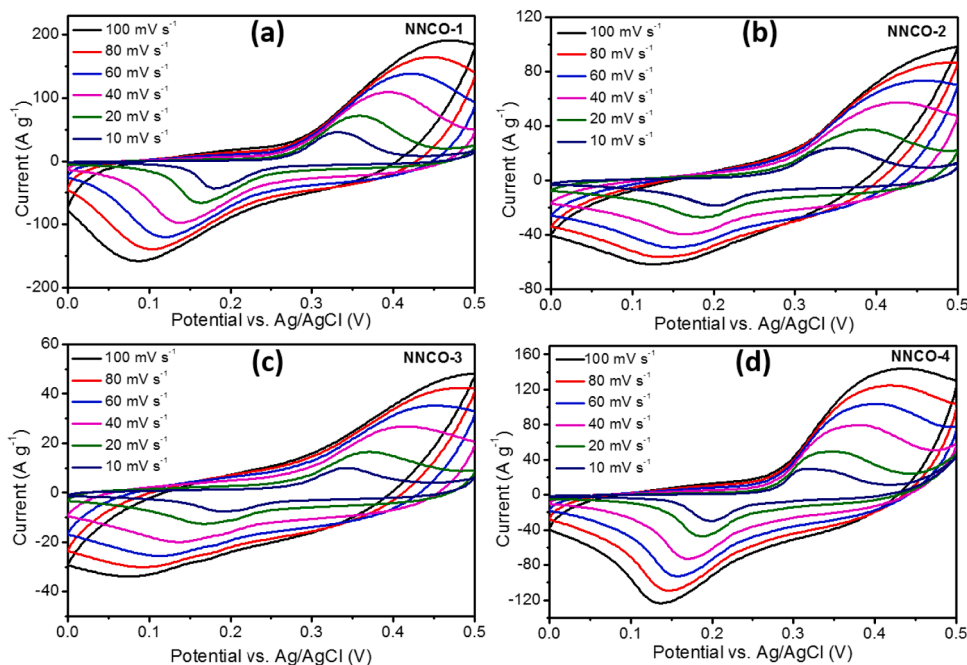 (a)
NNCO-1
100 mV s⁻¹
80 mV s⁻¹
60 mV s⁻¹
40 mV s⁻¹
20 mV s⁻¹
10 mV s⁻¹
200
100
0
-100
-200
Current (A g⁻¹)
0.0 0.1 0.2 0.3 0.4 0.5
Potential vs. Ag/AgCl (V)
(b)
NNCO-2
100 mV s⁻¹
80 mV s⁻¹
60 mV s⁻¹
40 mV s⁻¹
20 mV s⁻¹
10 mV s⁻¹
120
80
40
0
-40
-80
Current (A g⁻¹)
0.0 0.1 0.2 0.3 0.4 0.5
Potential vs. Ag/AgCl (V)
(c)
NNCO-3
100 mV s⁻¹
80 mV s⁻¹
60 mV s⁻¹
40 mV s⁻¹
20 mV s⁻¹
10 mV s⁻¹
60
40
20
0
-20
-40
Current (A g⁻¹)
0.0 0.1 0.2 0.3 0.4 0.5
Potential vs. Ag/AgCl (V)
(d)
NNCO-4
100 mV s⁻¹
80 mV s⁻¹
60 mV s⁻¹
40 mV s⁻¹
20 mV s⁻¹
10 mV s⁻¹
160
120
80
40
0
-40
-80
-120
Current (A g⁻¹)
0.0 0.1 0.2 0.3 0.4 0.5
Potential vs. Ag/AgCl (V)